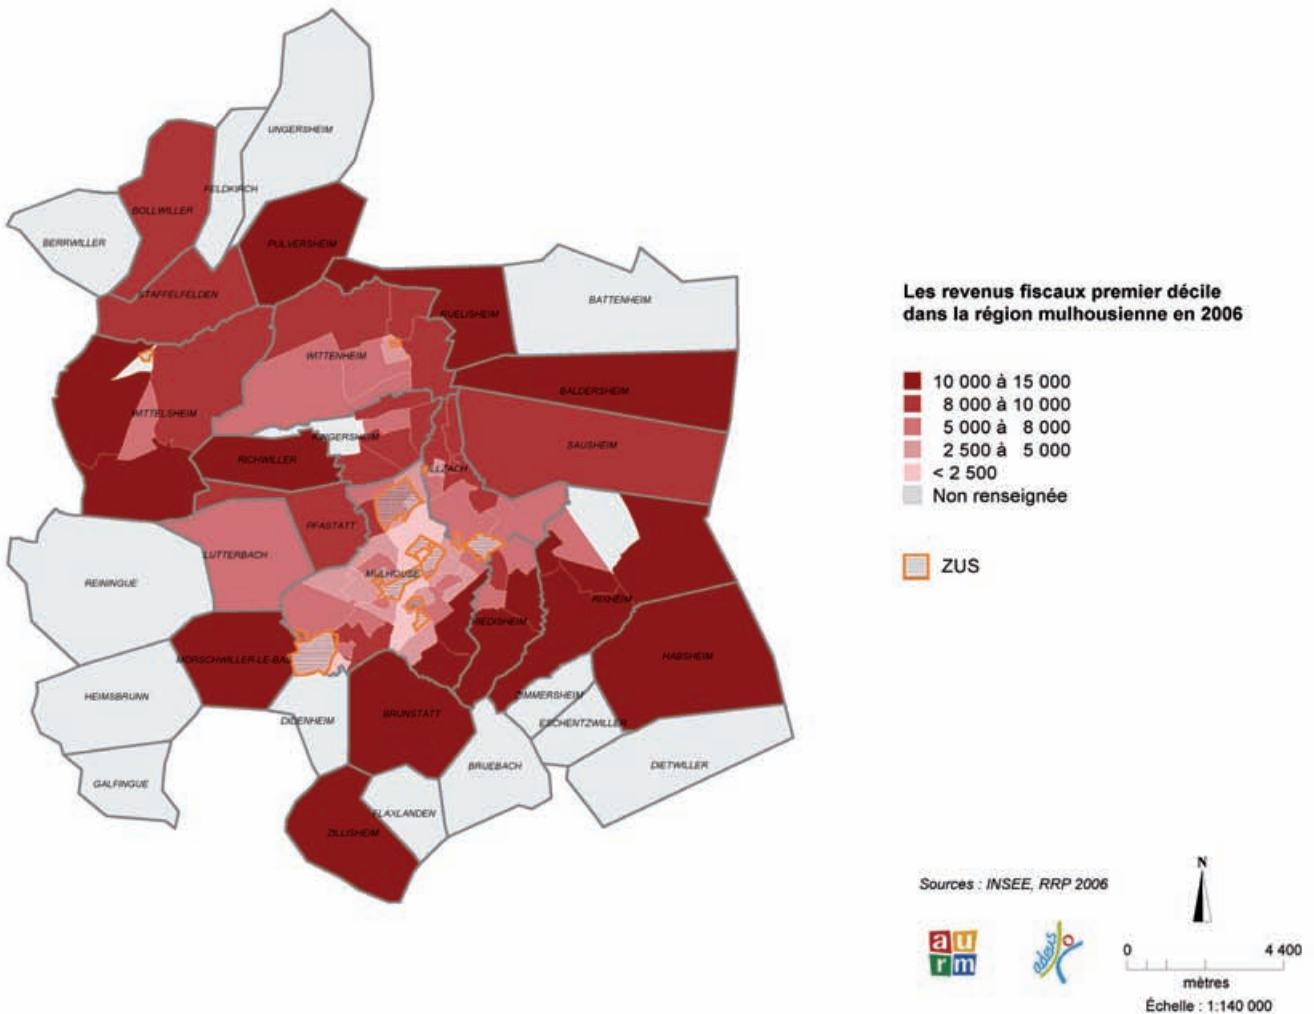 UNGERSHEIM
FELDKIRCH
BOLLWILLER
BERRWILLER
PULVERSHEIM
STAFFELFELDEN
BATTENHEIM
RUELISHEIM
WITTENHEIM
BALDERSHEIM
WITTELSHEIM
KINGERSHEIM
SAUSHEIM
RICHWILLER
ILLZACH
PFASTATT
LUTTERBACH
MULHOUSE
REININGUE
RIXHEIM
RIEDISHEIM
MORSCHWILLER-LE-BAS
HABSHEIM
HEIMSBRUNN
ZIMMERSHEIM
DIDENHEIM
BRUNSTATT
ESCHENTZWILLER
BRUEBACH
DIETWILLER
GALFINGUE
FLAXLANDEN
ZILLISHEIM
Les revenus fiscaux premier décile
dans la région mulhousienne en 2006
10 000 à 15 000
8 000 à 10 000
5 000 à 8 000
2 500 à 5 000
< 2 500
Non renseignée
ZUS
Sources : INSEE, RRP 2006
N
a u
r m
adeus
0 4 400
mètres
Échelle : 1:140 000